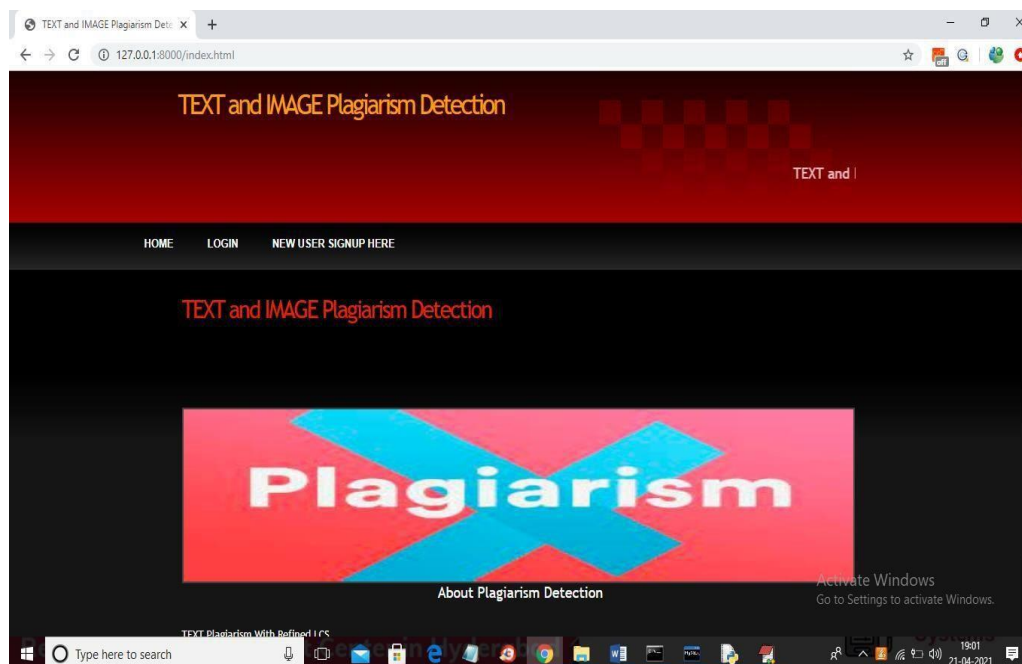 TEXT and IMAGE Plagiarism Dete
127.0.0.1:8000/index.html
off
TEXT and IMAGE Plagiarism Detection
TEXT and
HOME LOGIN NEW USER SIGNUP HERE
TEXT and IMAGE Plagiarism Detection
Plagiarism
About Plagiarism Detection
Activate Windows
Go to Settings to activate Windows.
TEXT Plagiarism With Refined LCS
Type here to search
19:01
21-04-2021